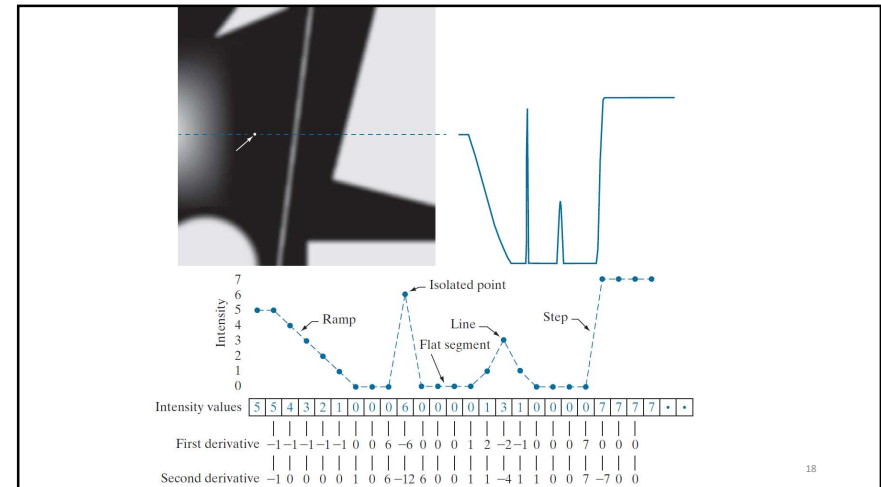 7
6
5
4
3
2
1
0
Intensity
Ramp
Isolated point
Line
Flat segment
Step
Intensity values 5 5 4 3 2 1 0 0 0 6 0 0 0 0 1 3 1 0 0 0 0 7 7 7 7 • •
First derivative −1 −1 −1 −1 −1 0 0 6 −6 0 0 0 1 2 −2 −1 0 0 0 7 0 0 0
Second derivative −1 0 0 0 0 1 0 6 −12 6 0 0 1 1 −4 1 1 0 0 7 −7 0 0
18